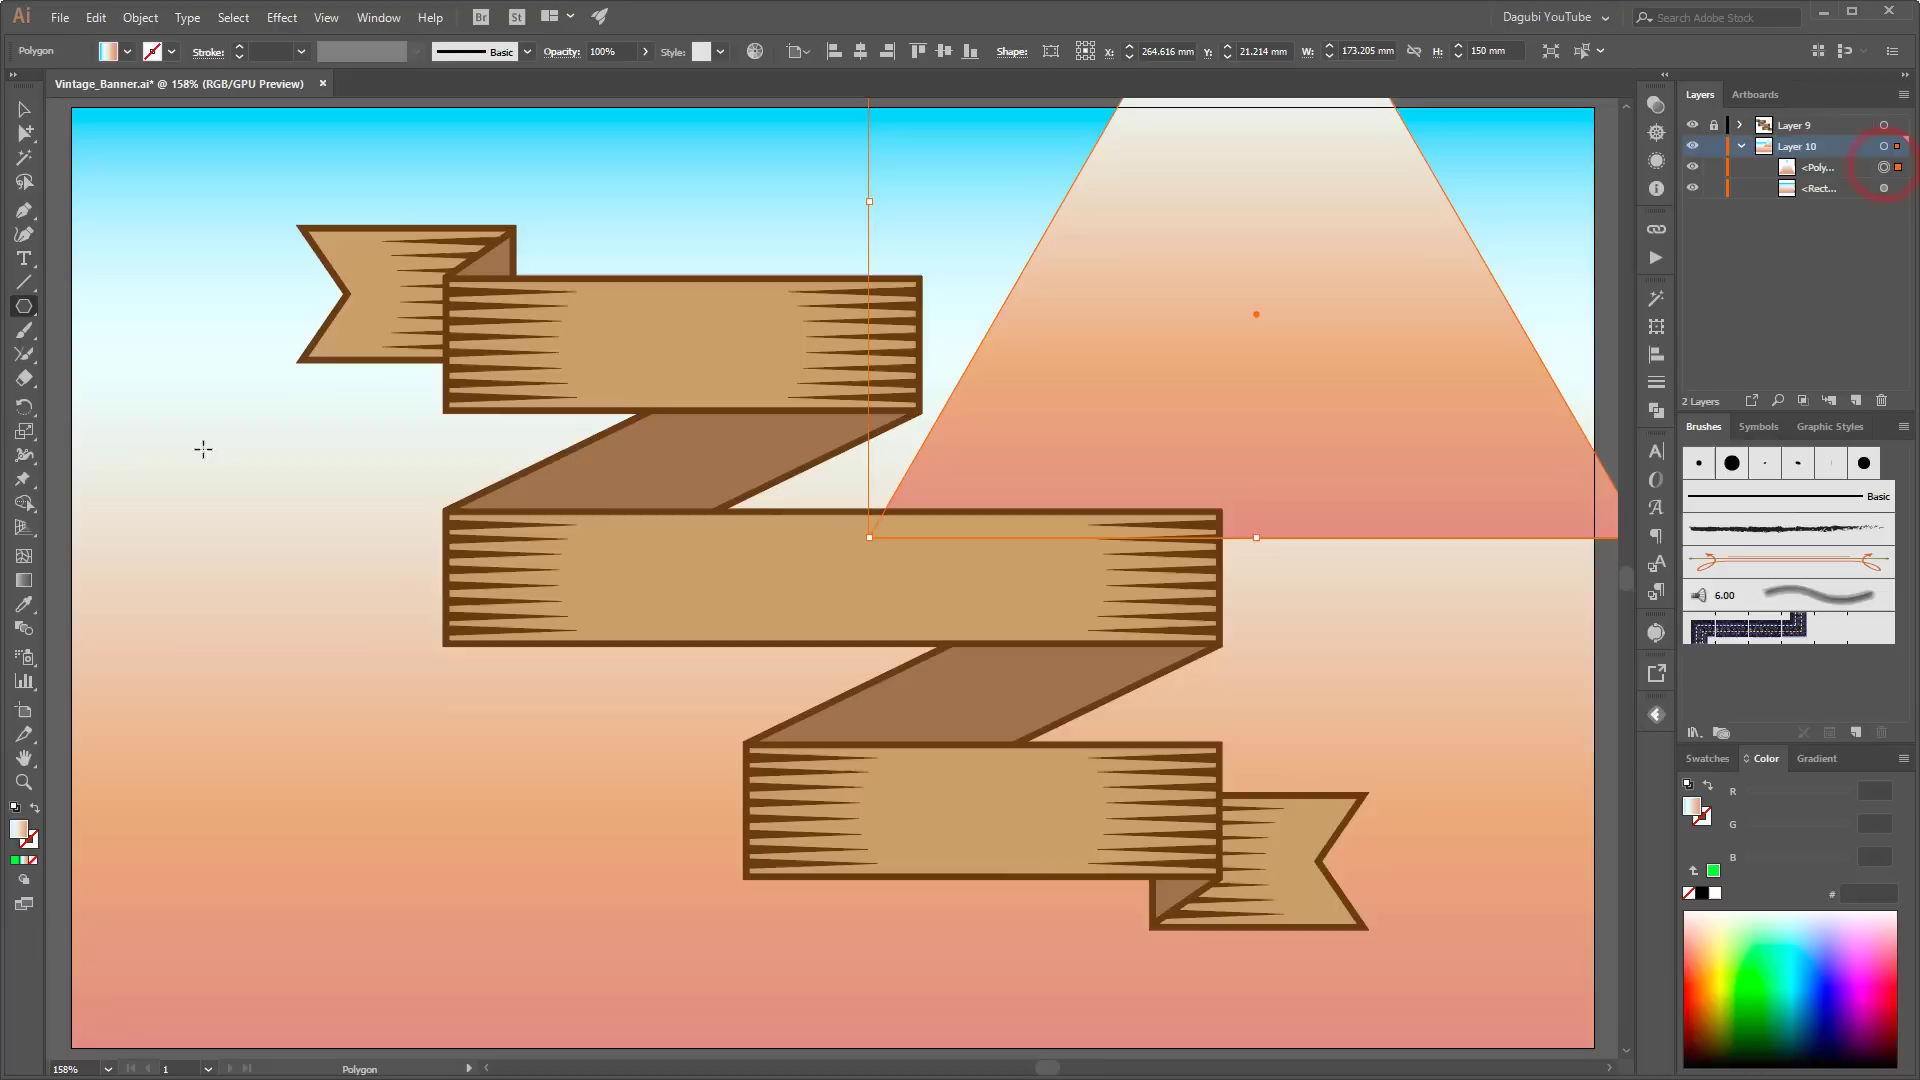 Ai File Edit Object Type Select Effect View Window Help Br St Dagubi YouTube Search Adobe Stock
Polygon Stroke: Basic Opacity: 100% Style: Shape: X: 264.616 mm Y: 21.214 mm W: 173.205 mm H: 150 mm
Vintage_Banner.ai* @ 158% (RGB/GPU Preview) ×
Layers Artboards
Layer 9
Layer 10
<Poly...
<Rect...
2 Layers
Brushes Symbols Graphic Styles
Basic
6.00
Swatches Color Gradient
R
G
B
#
158% 1 Polygon